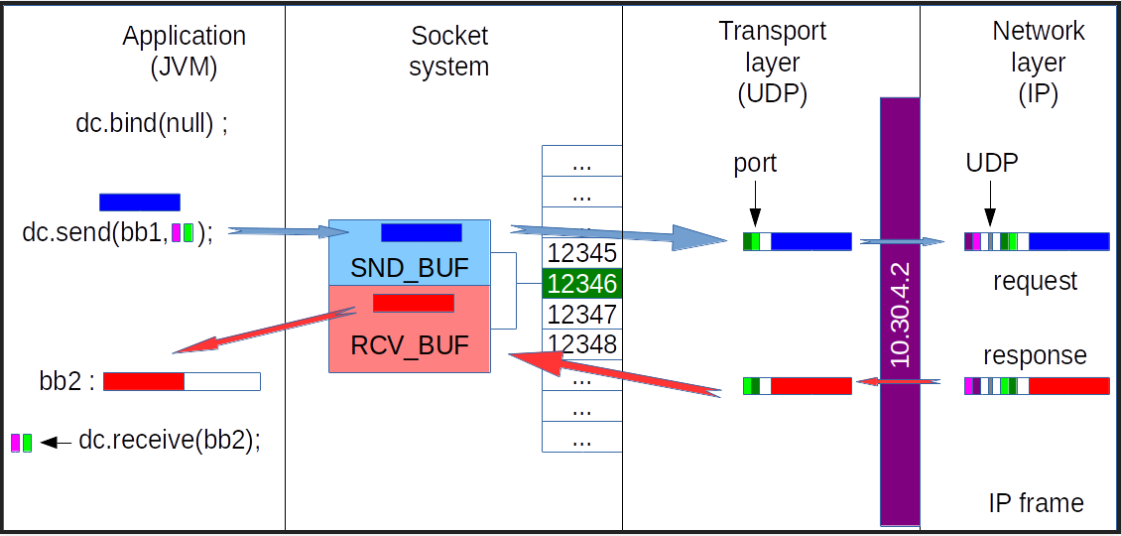 Application
(JVM)
Socket
system
Transport
layer
(UDP)
Network
layer
(IP)
dc.bind(null) ;
dc.send(bb1, );
SND_BUF
RCV_BUF
bb2 :
dc.receive(bb2);
...
...
...
12345
12346
12347
12348
...
...
...
port
10.30.4.2
UDP
request
response
IP frame